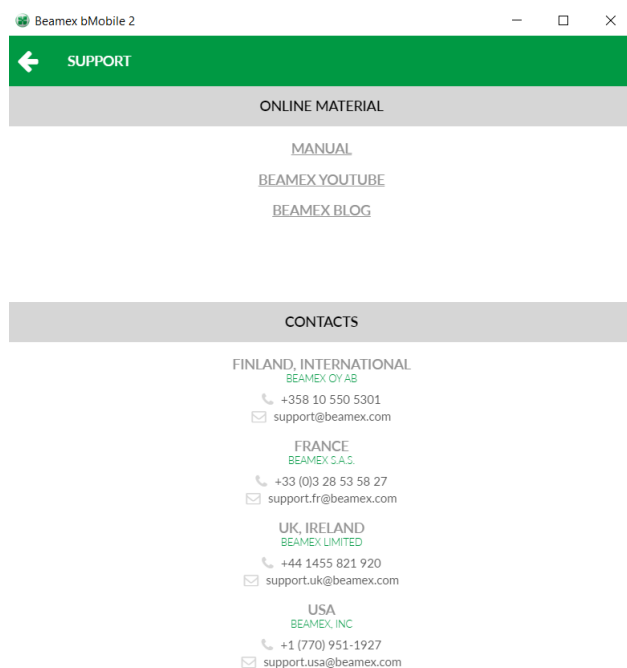 Beamex bMobile 2
SUPPORT
ONLINE MATERIAL
MANUAL
BEAMEX YOUTUBE
BEAMEX BLOG
CONTACTS
FINLAND, INTERNATIONAL
BEAMEX OY AB
+358 10 550 5301
support@beamex.com
FRANCE
BEAMEX S.A.S.
+33 (0)3 28 53 58 27
support.fr@beamex.com
UK, IRELAND
BEAMEX LIMITED
+44 1455 821 920
support.uk@beamex.com
USA
BEAMEX, INC
+1 (770) 951-1927
support.usa@beamex.com